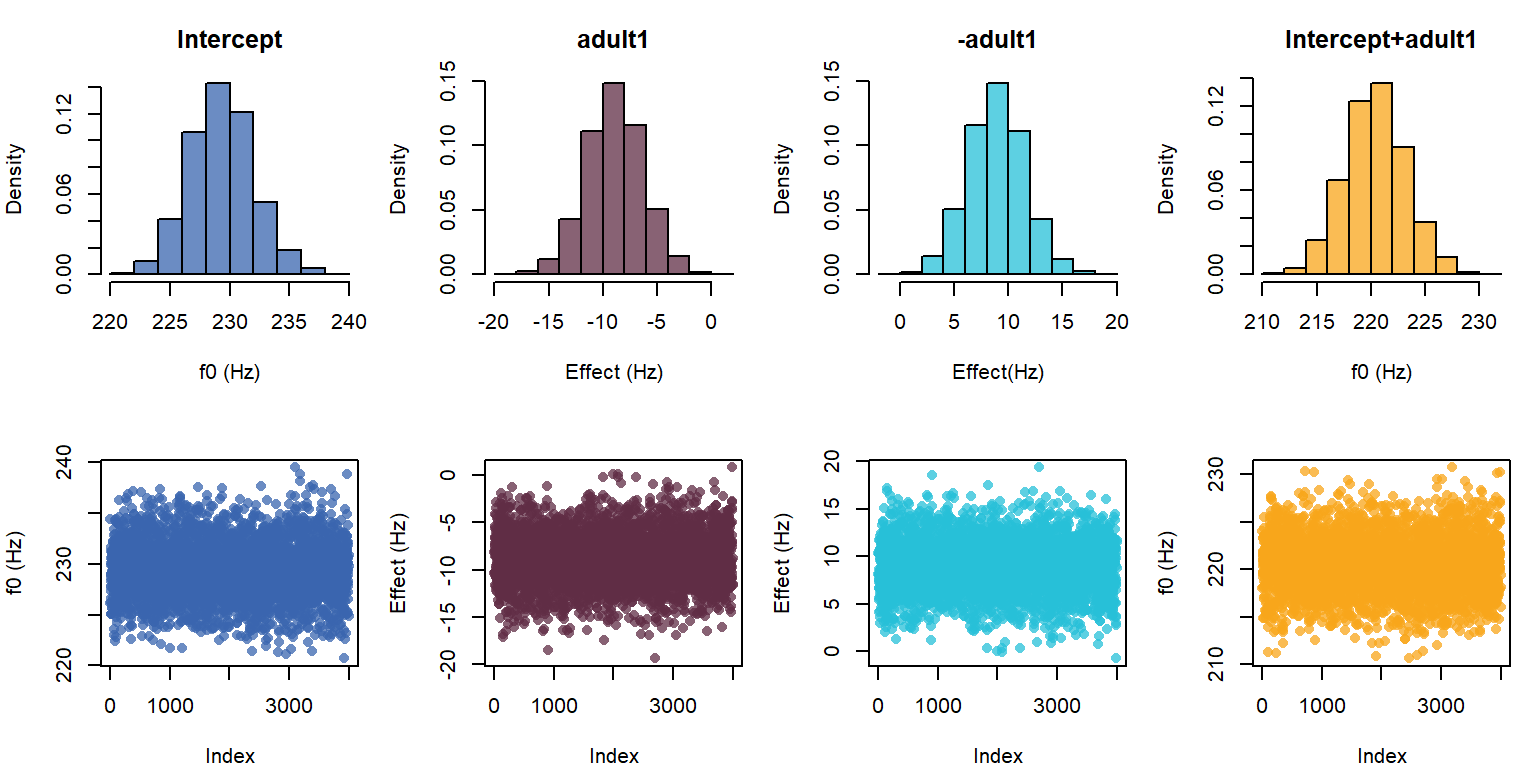 Intercept
adult1
-adult1
Intercept+adult1
Density
0.00 0.06 0.12
220 225 230 235 240
f0 (Hz)
Density
0.00 0.05 0.10 0.15
-20 -15 -10 -5 0
Effect (Hz)
Density
0.00 0.05 0.10 0.15
0 5 10 15 20
Effect(Hz)
Density
0.00 0.06 0.12
210 215 220 225 230
f0 (Hz)
f0 (Hz)
220 230 240
0 1000 3000
Index
Effect (Hz)
-20 -15 -10 -5 0
0 1000 3000
Index
Effect (Hz)
0 5 10 15 20
0 1000 3000
Index
f0 (Hz)
210 220 230
0 1000 3000
Index